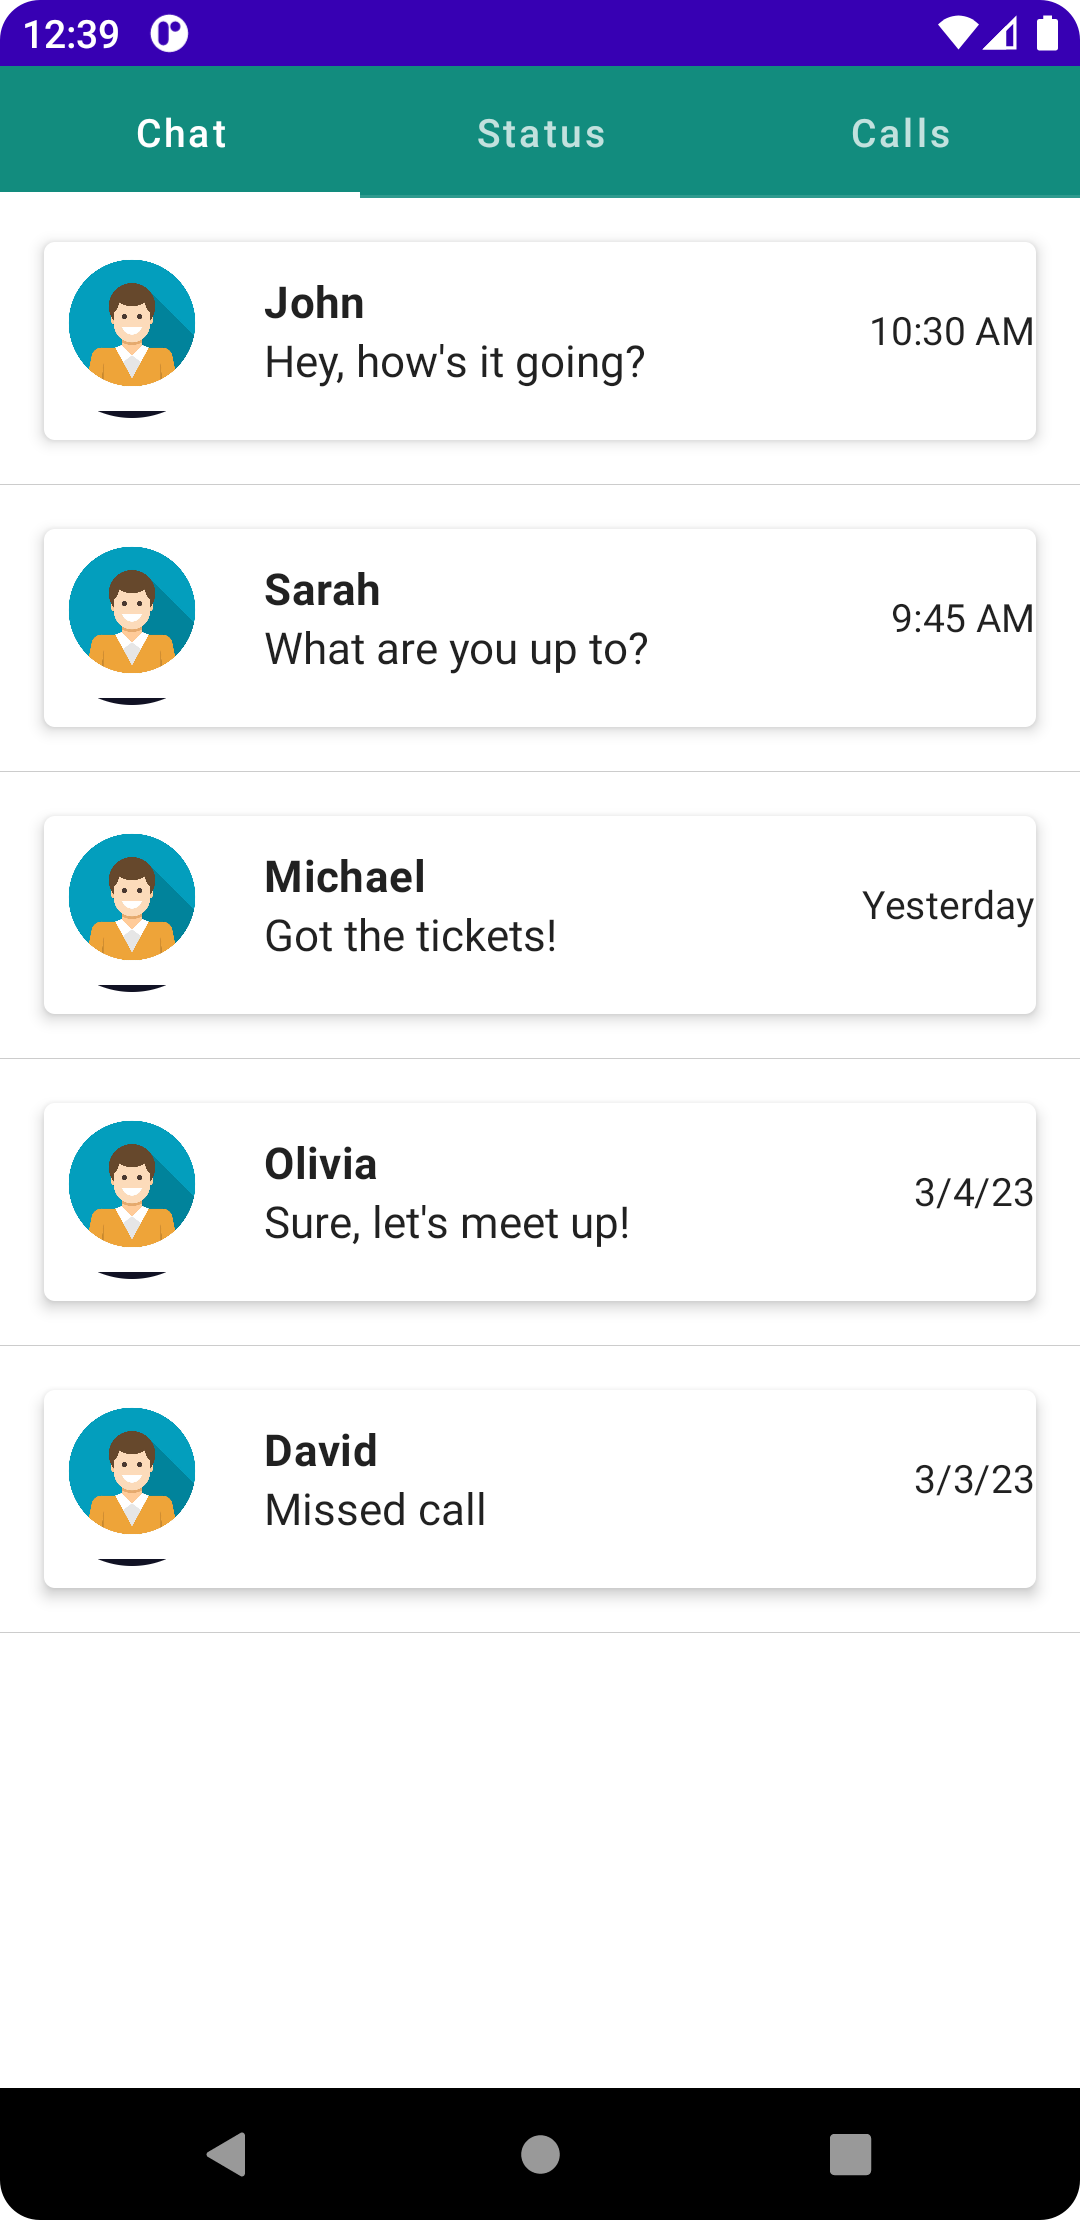 12:39
Chat Status Calls
John
Hey, how's it going?
10:30 AM
Sarah
What are you up to?
9:45 AM
Michael
Got the tickets!
Yesterday
Olivia
Sure, let's meet up!
3/4/23
David
Missed call
3/3/23